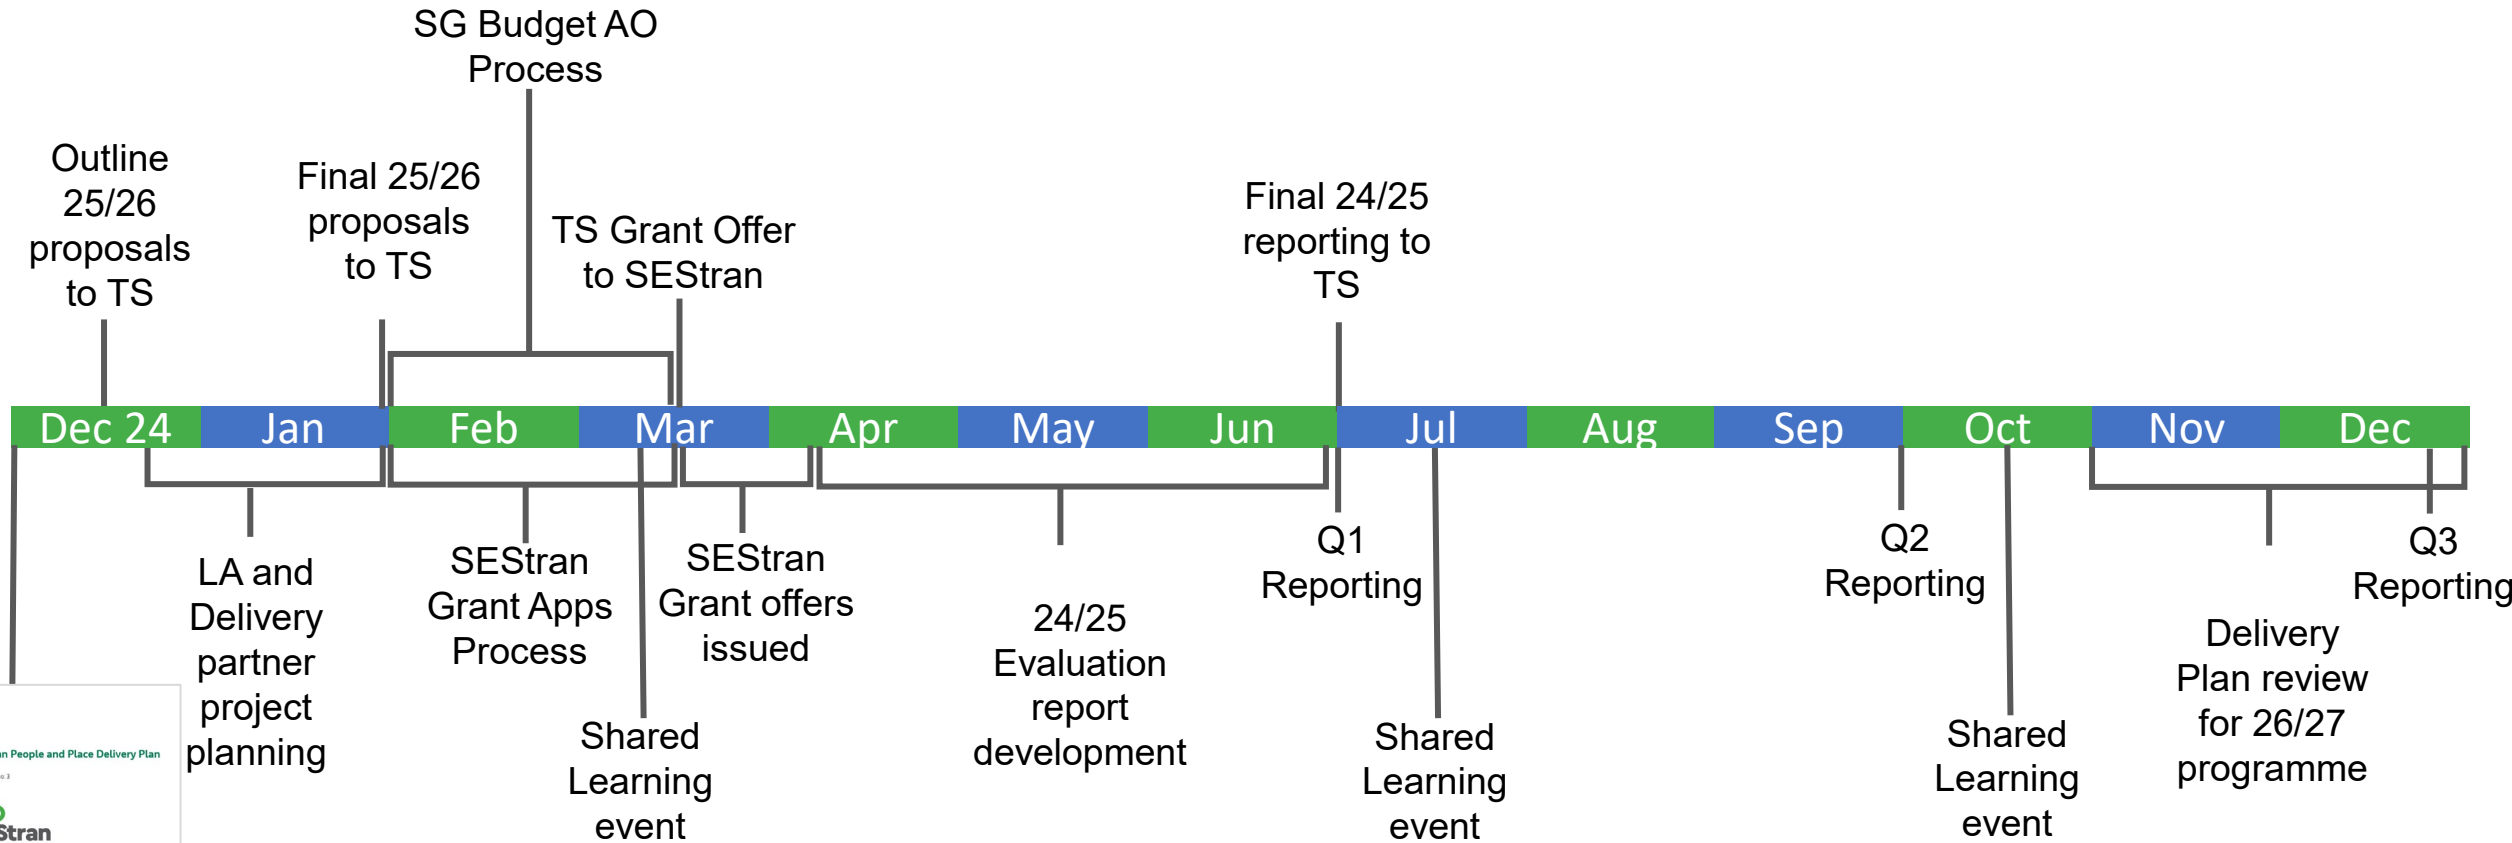 SG Budget AO
Process
Outline
25/26
proposals
to TS
Final 25/26
proposals
to TS
TS Grant Offer
to SEStran
Final 24/25
reporting to
TS
Dec 24
Jan
Feb
Mar
Apr
May
Jun
Jul
Aug
Sep
Oct
Nov
Dec
LA and
Delivery
partner
project
planning
SEStran
Grant Apps
Process
Shared
Learning
event
SEStran
Grant offers
issued
24/25
Evaluation
report
development
Q1
Reporting
Shared
Learning
event
Q2
Reporting
Shared
Learning
event
Delivery
Plan review
for 26/27
programme
Q3
Reporting
People and Place Delivery Plan
Stran